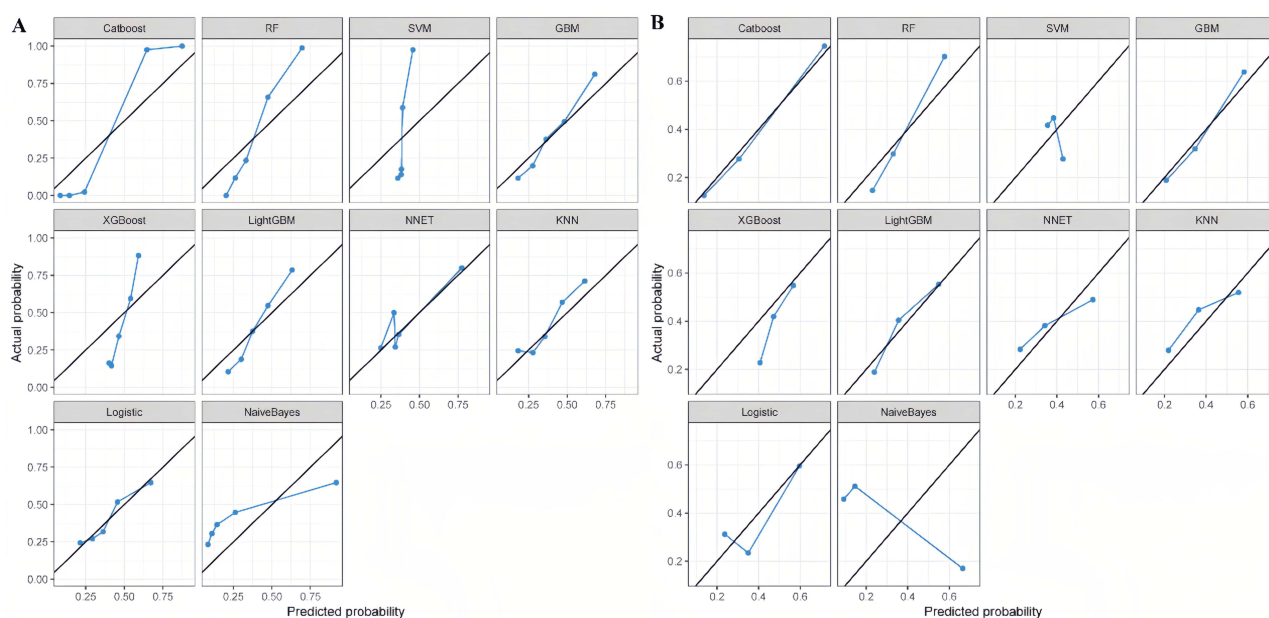 A
Catboost RF SVM GBM
1.00
0.75
0.50
0.25
0.00
XGBoost LightGBM NNET KNN
1.00
0.75
0.50
0.25
0.00
0.25 0.50 0.75 0.25 0.50 0.75
Logistic NaiveBayes
1.00
0.75
0.50
0.25
0.00
0.25 0.50 0.75 0.25 0.50 0.75
Actual probability
Predicted probability
B
Catboost RF SVM GBM
0.6
0.4
0.2
XGBoost LightGBM NNET KNN
0.6
0.4
0.2
0.2 0.4 0.6 0.2 0.4 0.6
Logistic NaiveBayes
0.6
0.4
0.2
0.2 0.4 0.6 0.2 0.4 0.6
Actual probability
Predicted probability